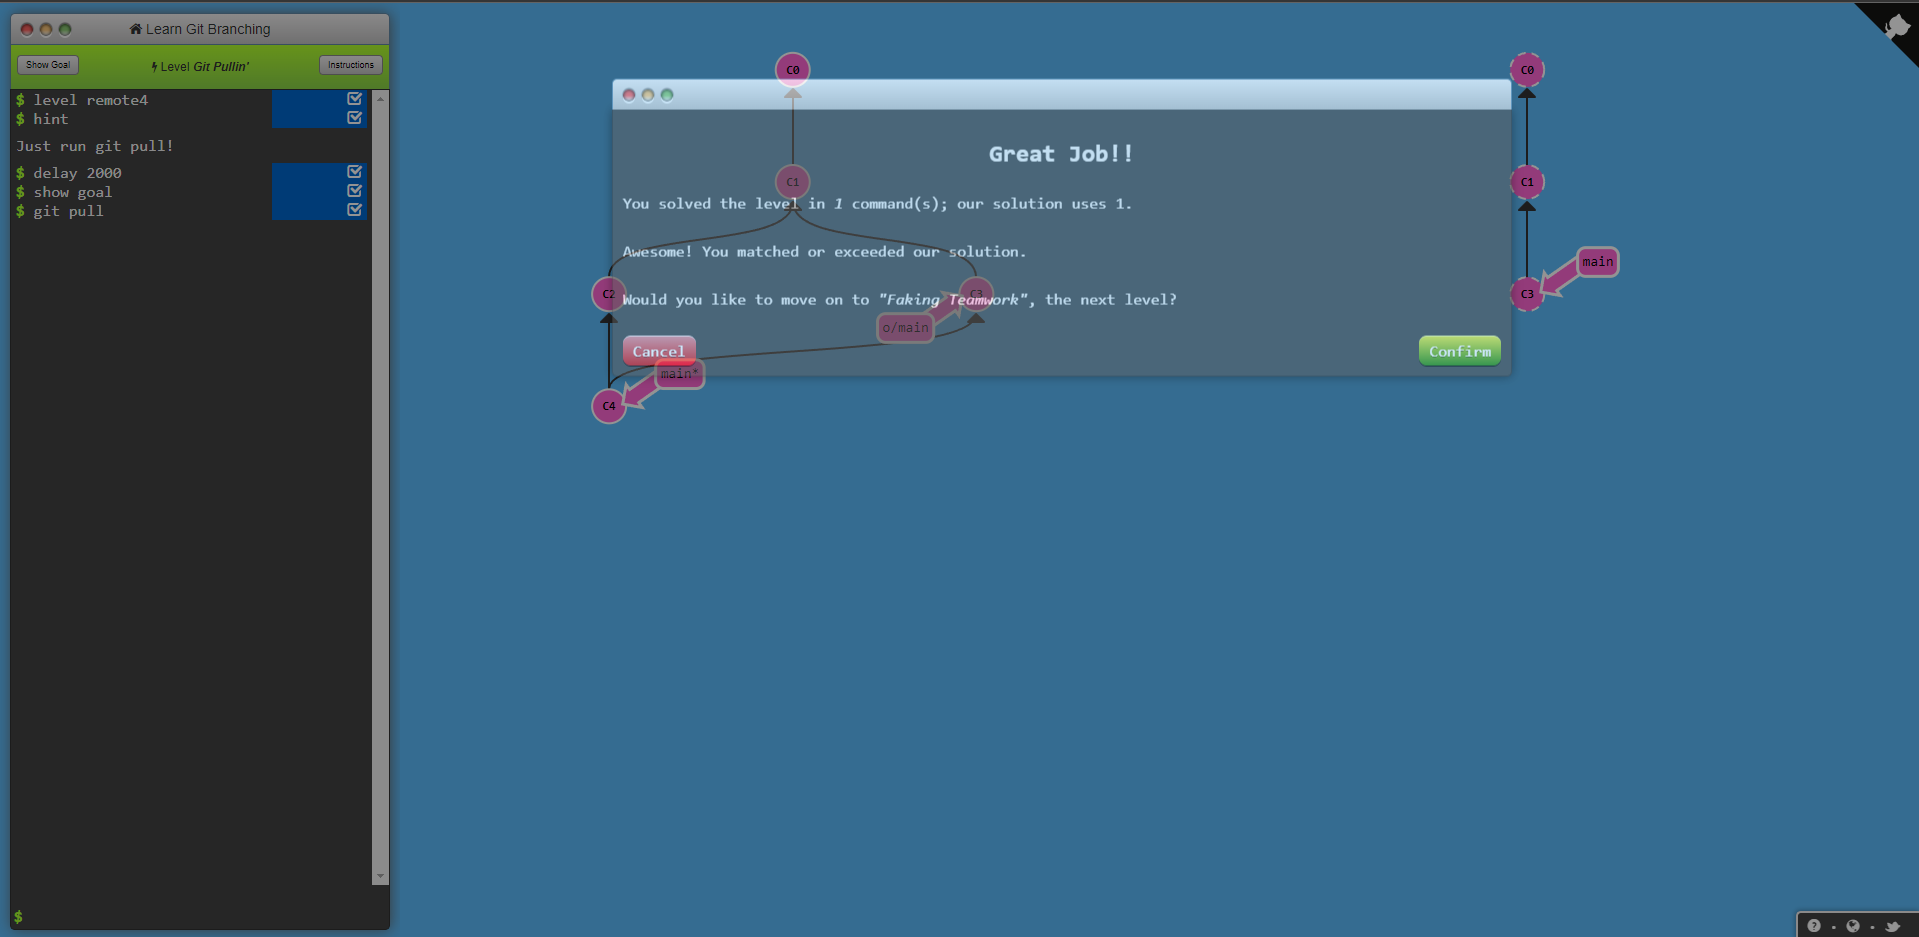 Learn Git Branching
Show Goal
Level Git Pullin'
Instructions
$ level remote4
$ hint
Just run git pull!
$ delay 2000
$ show goal
$ git pull
$
C0
C1
C2
C3
o/main
main*
C4
Great Job!!
You solved the level in 1 command(s); our solution uses 1.
Awesome! You matched or exceeded our solution.
Would you like to move on to "Faking Teamwork", the next level?
Cancel
Confirm
C0
C1
main
C3